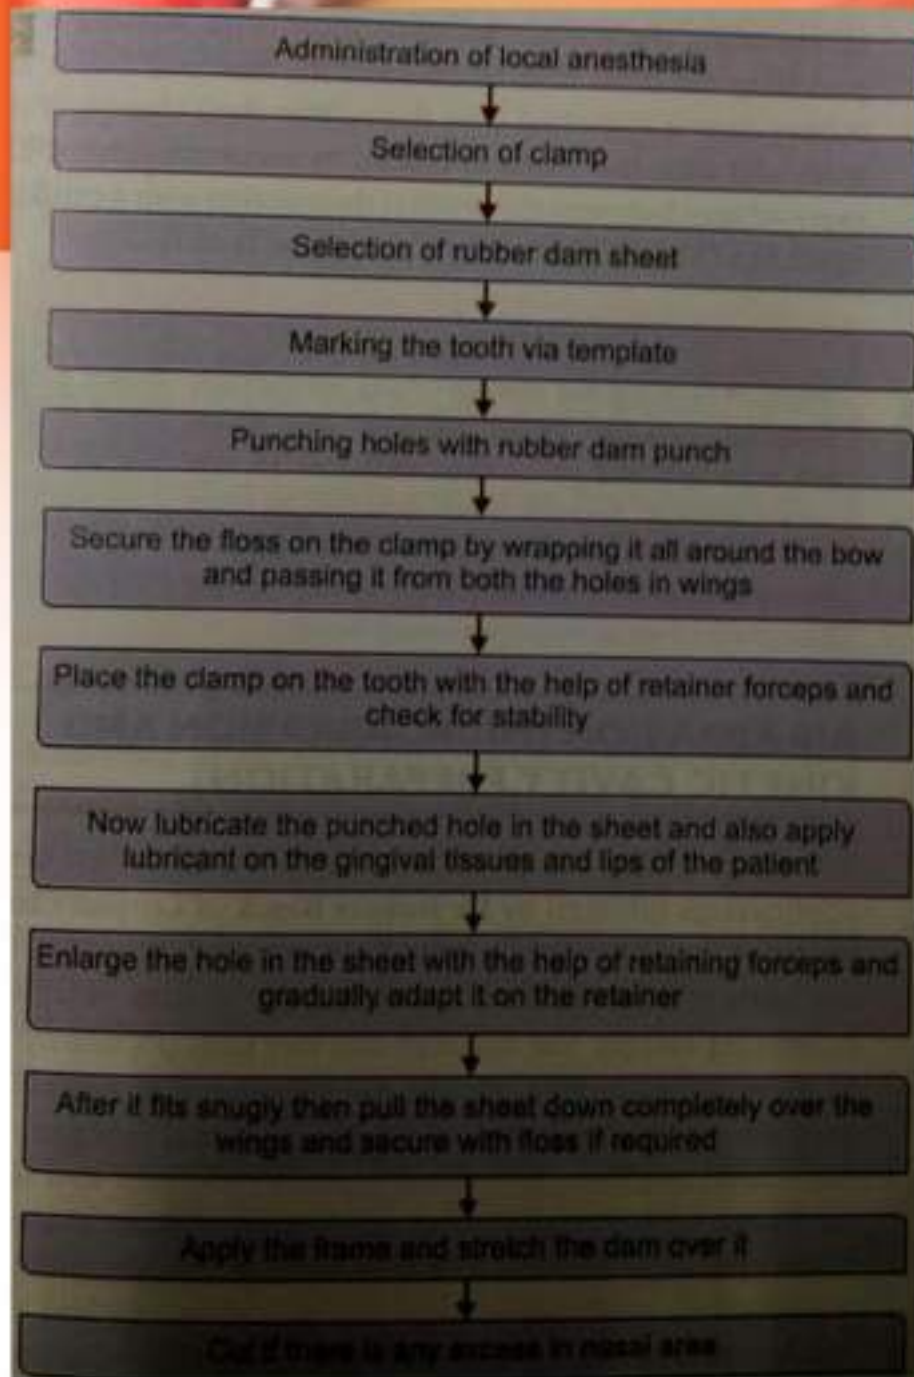 Administration of local anesthesia
Selection of clamp
Selection of rubber dam sheet
Marking the tooth via template
Punching holes with rubber dam punch
Secure the floss on the clamp by wrapping it all around the bow
and passing it from both the holes in wings
Place the clamp on the tooth with the help of retainer forceps and
check for stability
Now lubricate the punched hole in the sheet and also apply
lubricant on the gingival tissues and lips of the patient
Enlarge the hole in the sheet with the help of retaining forceps and
gradually adapt it on the retainer
After it fits snugly then pull the sheet down completely over the
wings and secure with floss if required
Apply the frame and stretch the dam over it
Cut if there is any excess in nasal area